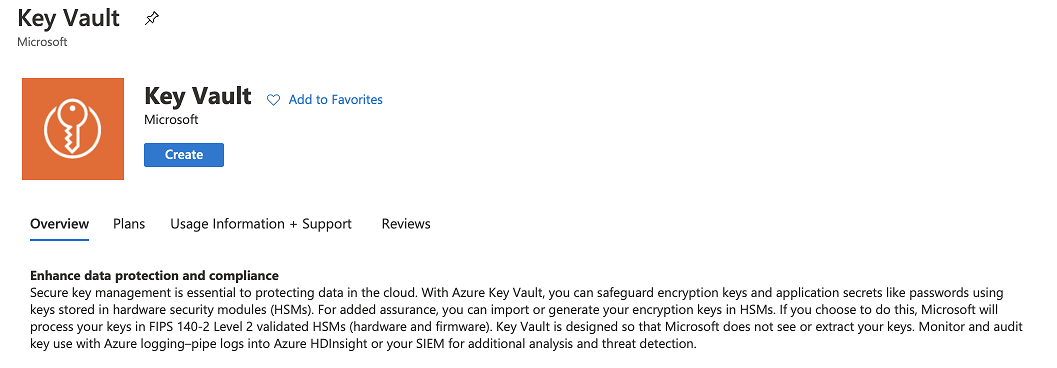 Key Vault
Microsoft
Key Vault
Add to Favorites
Microsoft
Create
Overview
Plans
Usage Information + Support
Reviews
Enhance data protection and compliance
Secure key management is essential to protecting data in the cloud. With Azure Key Vault, you can safeguard encryption keys and application secrets like passwords using
keys stored in hardware security modules (HSMs). For added assurance, you can import or generate your encryption keys in HSMs. If you choose to do this, Microsoft will
process your keys in FIPS 140-2 Level 2 validated HSMs (hardware and firmware). Key Vault is designed so that Microsoft does not see or extract your keys. Monitor and audit
key use with Azure logging–pipe logs into Azure HDInsight or your SIEM for additional analysis and threat detection.